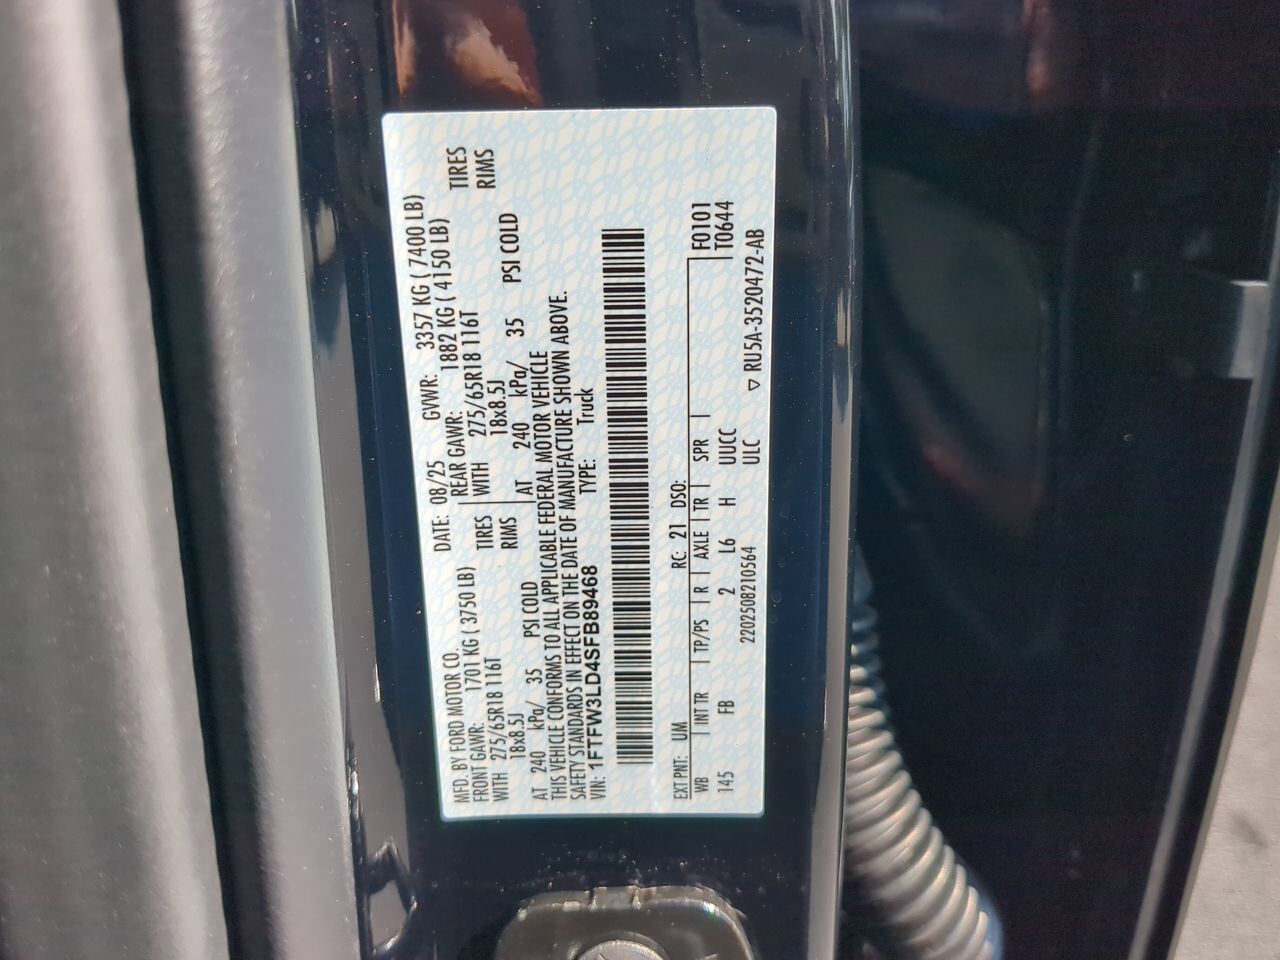 MFD. BY FORD MOTOR CO. DATE: 08/25 GVWR: 3357 KG ( 7400 LB)
FRONT GAWR: 1701 KG ( 3750 LB) REAR GAWR: 1882 KG ( 4150 LB)
WITH 275/65R18 116T TIRES WITH 275/65R18 116T TIRES
18x8.5J RIMS 18x8.5J RIMS
AT 240 kPa/ 35 PSI COLD AT 240 kPa/ 35 PSI COLD
THIS VEHICLE CONFORMS TO ALL APPLICABLE FEDERAL MOTOR VEHICLE
SAFETY STANDARDS IN EFFECT ON THE DATE OF MANUFACTURE SHOWN ABOVE.
VIN: 1FTFW3LD4SFB89468 TYPE: Truck
EXT PNT: UM RC: 21 DSO:
WB INT TR TP/PS R AXLE TR SPR F0101
145 FB 2 L6 H UUCC T0644
2202508210564 ULC ▽ RU5A-3520472-AB